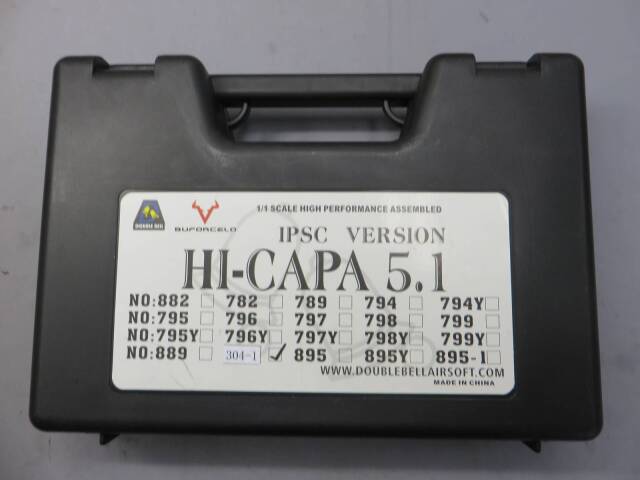 DOUBLE BELL
BUFORCELO
1/1 SCALE HIGH PERFORMANCE ASSEMBLED
IPSC VERSION
HI-CAPA 5.1
NO:882 782 789 794 794Y
NO:795 796 797 798 799
NO:795Y 796Y 797Y 798Y 799Y
NO:889 304-1 ✓ 895 895Y 895-1
WWW.DOUBLEBELLAIRSOFT.COM
MADE IN CHINA